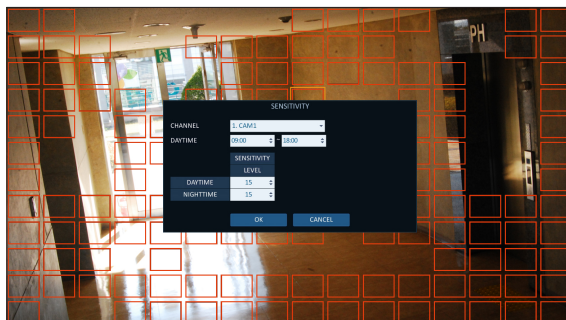 PH
SENSITIVITY
CHANNEL 1. CAM1
DAYTIME 09:00 ~ 18:00
SENSITIVITY
LEVEL
DAYTIME 15
NIGHTTIME 15
OK CANCEL